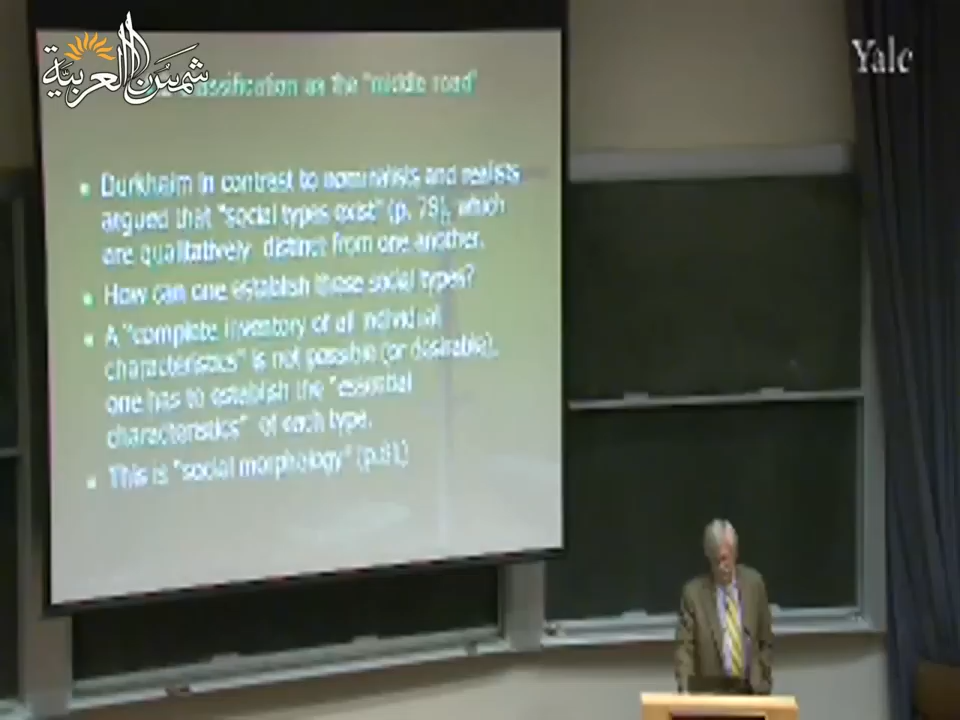 شمس العربية
Yale
classification as the "middle road"
Durkheim in contrast to nominalists and realists
argued that "social types exist" (p. 79), which
are qualitatively distinct from one another.
How can one establish those social types?
A "complete inventory of all individual
characteristics" is not possible (or desirable),
one has to establish the "essential
characteristics" of each type.
This is "social morphology" (p.81)